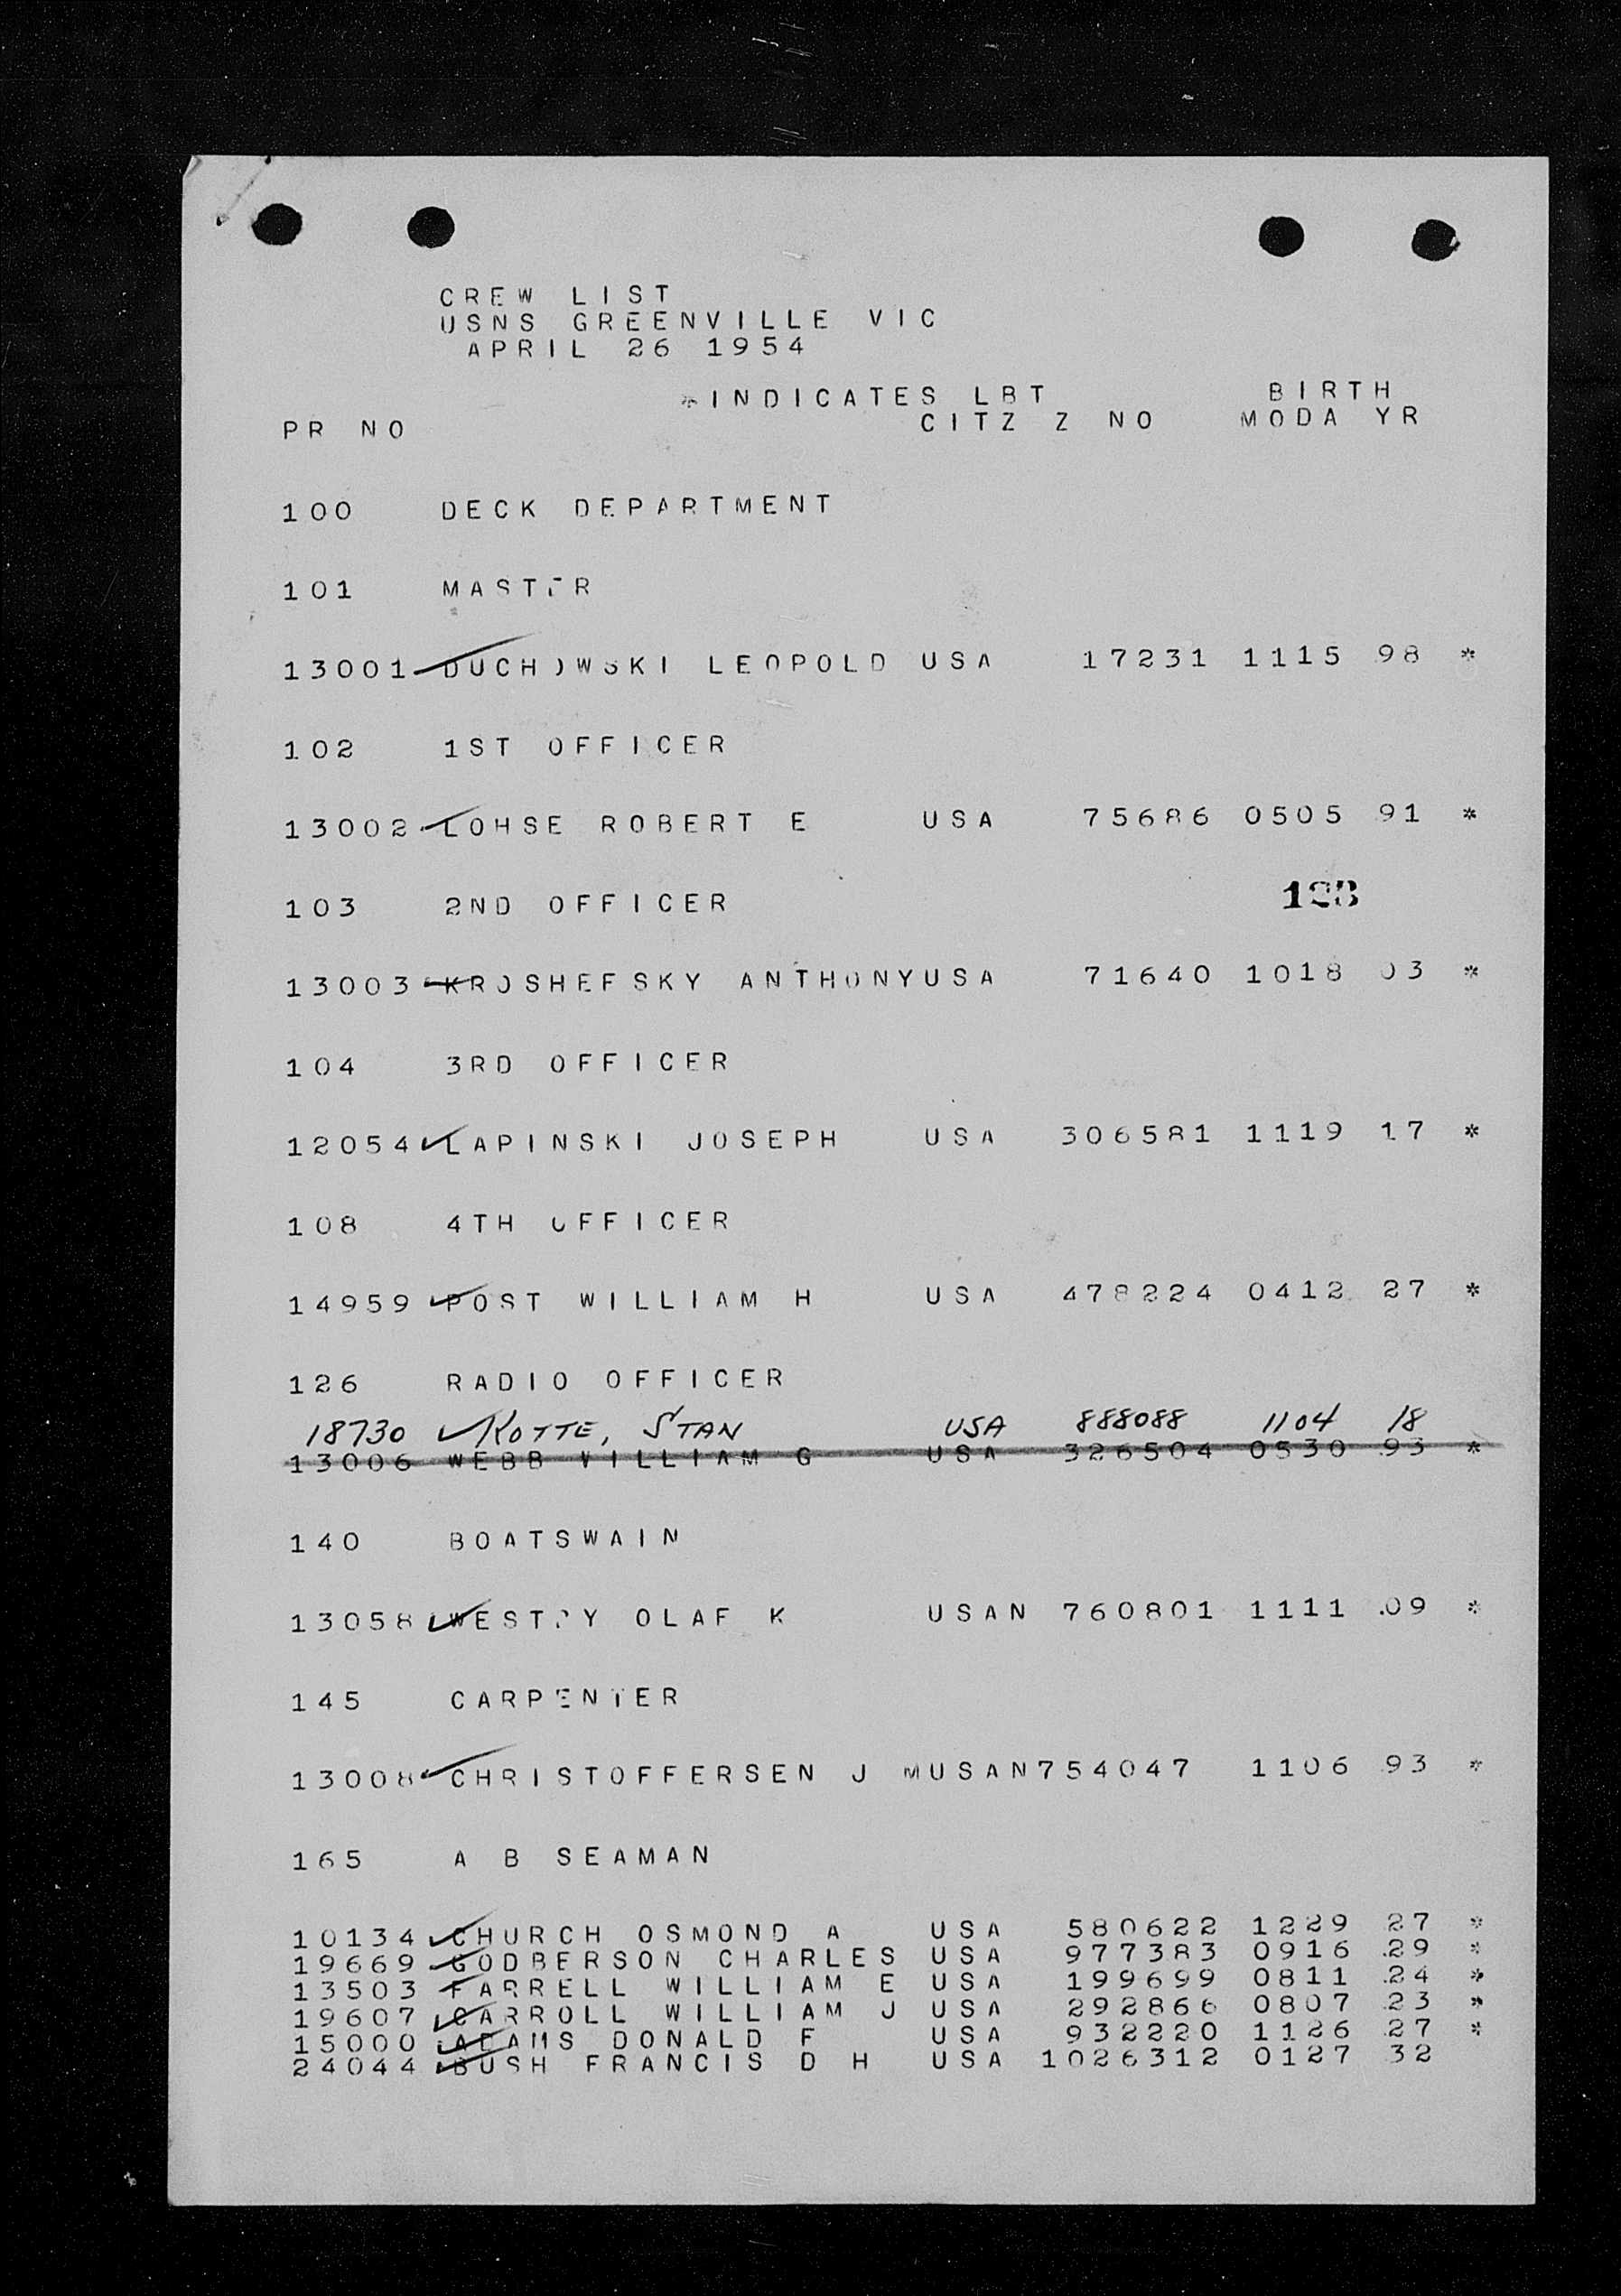 CREW LIST
USNS GREENVILLE VIC
APRIL 26 1954
*INDICATES LBT BIRTH
PR NO CITZ Z NO MODA YR
100 DECK DEPARTMENT
101 MASTER
13001 DUCHOWSKI LEOPOLD USA 17231 1115 98 *
102 1ST OFFICER
13002 LOHSE ROBERT E USA 75686 0505 91 *
103 2ND OFFICER 128
13003 KROSHEFSKY ANTHONY USA 71640 1018 03 *
104 3RD OFFICER
12054 LAPINSKI JOSEPH USA 306581 1119 17 *
108 4TH OFFICER
14959 POST WILLIAM H USA 478224 0412 27 *
126 RADIO OFFICER
18730 KOTTE, STAN USA 888088 1104 18
13006 WEBB WILLIAM G USA 326504 0530 93 *
140 BOATSWAIN
13058 OLAF K USAN 760801 1111 09 *
145 CARPENTER
13008 CHRISTOFFERSEN J M USAN 754047 1106 93 *
165 A B SEAMAN
10134 CHURCH OSMOND A USA 580622 1229 27 *
19669 GODBERSON CHARLES USA 977383 0916 29 *
13503 FARRELL WILLIAM E USA 199699 0811 24 *
19607 CARROLL WILLIAM J USA 292866 0807 23 *
15000 ADAMS DONALD F USA 932220 1126 27 *
24044 BUSH FRANCIS D H USA 1026312 0127 32